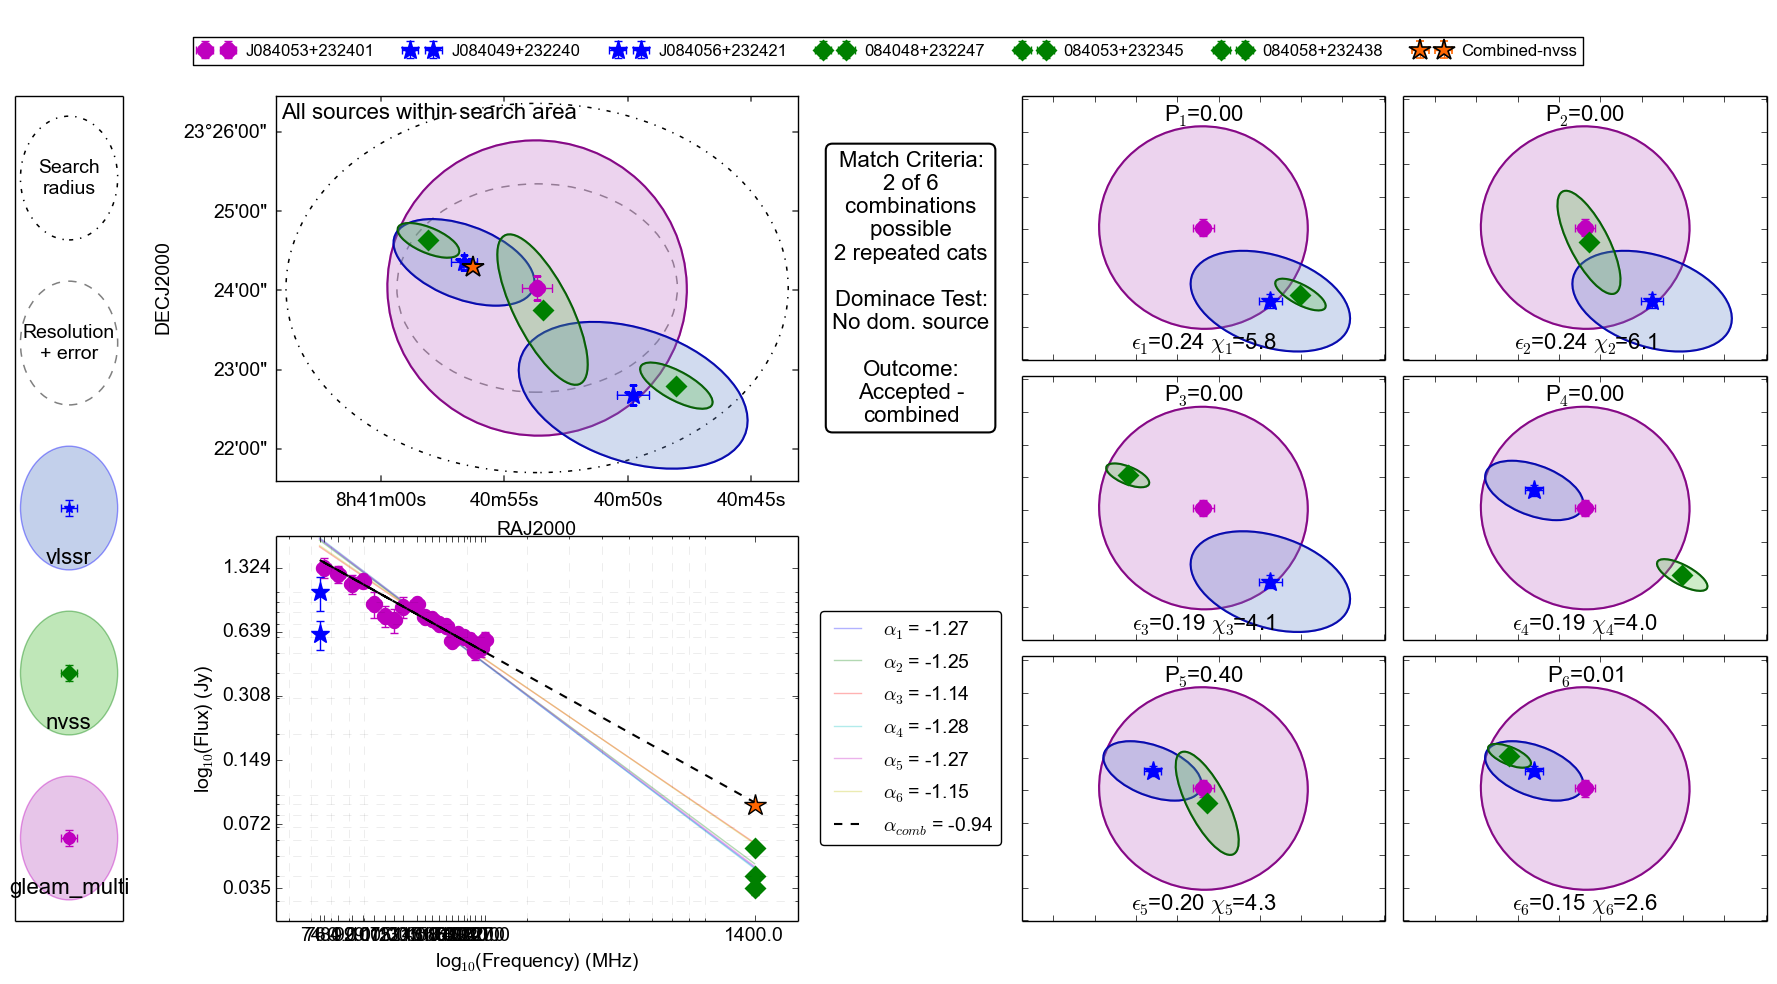 J084053+232401 J084049+232240 J084056+232421 084048+232247 084053+232345 084058+232438 Combined-nvss
Search
radius
Resolution
+ error
vlssr
nvss
gleam_multi
All sources within search area
DECJ2000
23°26'00"
25'00"
24'00"
23'00"
22'00"
8h41m00s 40m55s 40m50s 40m45s
RAJ2000
Match Criteria:
2 of 6
combinations
possible
2 repeated cats
Dominace Test:
No dom. source
Outcome:
Accepted -
combined
log₁₀(Flux) (Jy)
1.324
0.639
0.308
0.149
0.072
0.035
1400.0
log₁₀(Frequency) (MHz)
α₁ = -1.27
α₂ = -1.25
α₃ = -1.14
α₄ = -1.28
α₅ = -1.27
α₆ = -1.15
α_comb = -0.94
P₁=0.00
ϵ₁=0.24 χ₁=5.8
P₂=0.00
ϵ₂=0.24 χ₂=6.1
P₃=0.00
ϵ₃=0.19 χ₃=4.1
P₄=0.00
ϵ₄=0.19 χ₄=4.0
P₅=0.40
ϵ₅=0.20 χ₅=4.3
P₆=0.01
ϵ₆=0.15 χ₆=2.6